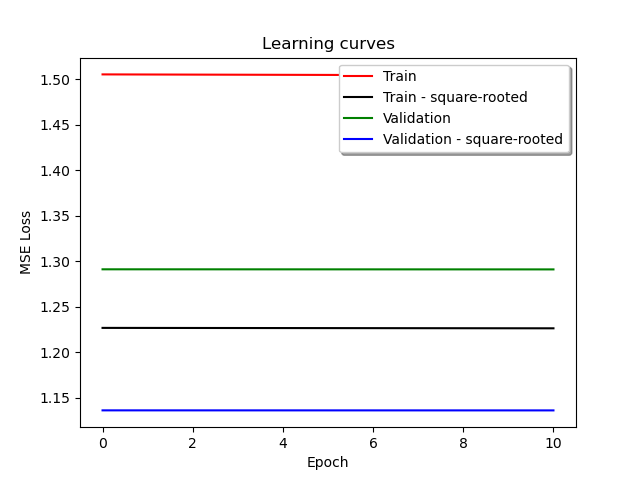 Learning curves
Train
Train - square-rooted
Validation
Validation - square-rooted
MSE Loss
1.50
1.45
1.40
1.35
1.30
1.25
1.20
1.15
0 2 4 6 8 10
Epoch